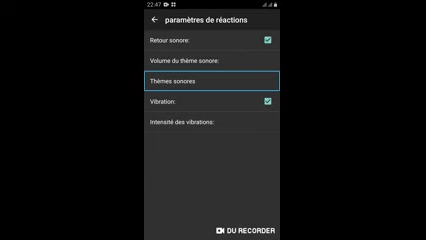 22:47
paramètres de réactions
Retour sonore:
Volume du thème sonore:
Thèmes sonores
Vibration:
Intensité des vibrations:
DU RECORDER